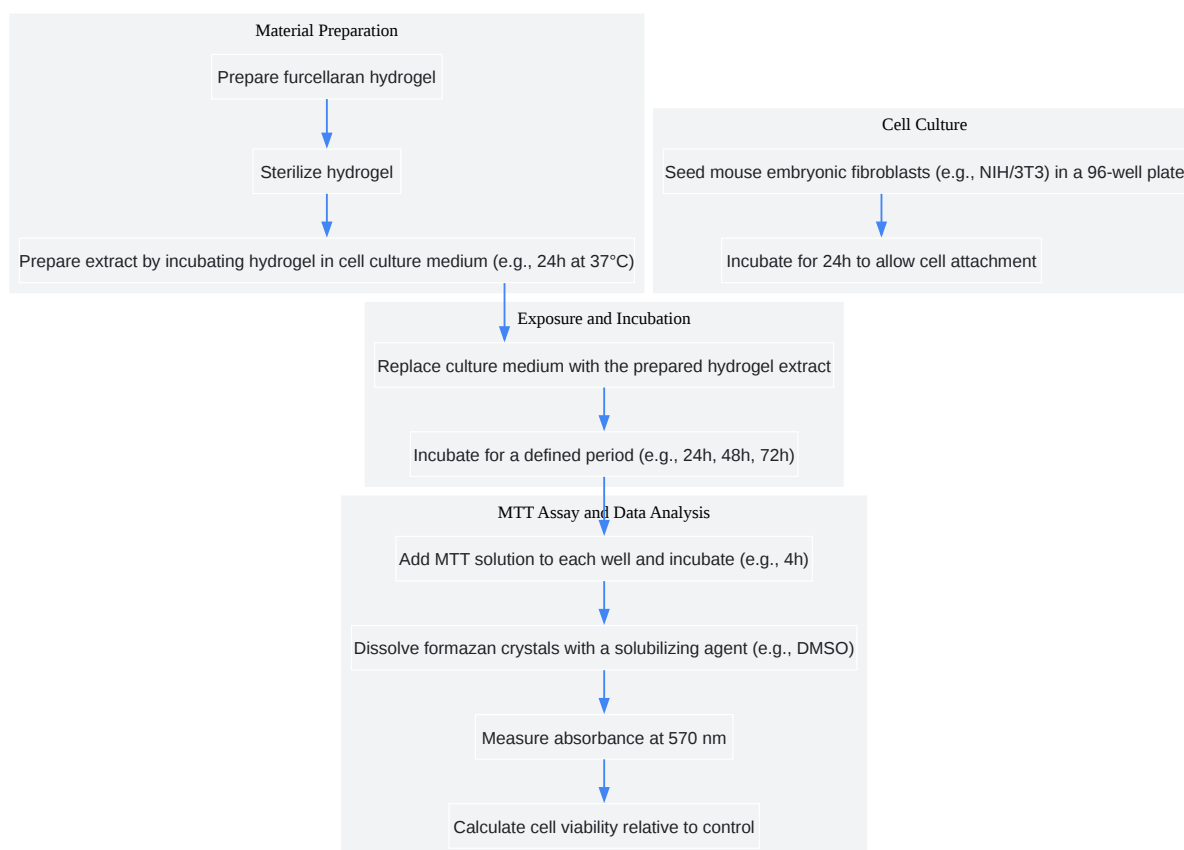 Material Preparation
Prepare furcellaran hydrogel
Sterilize hydrogel
Prepare extract by incubating hydrogel in cell culture medium (e.g., 24h at 37°C)
Cell Culture
Seed mouse embryonic fibroblasts (e.g., NIH/3T3) in a 96-well plate
Incubate for 24h to allow cell attachment
Exposure and Incubation
Replace culture medium with the prepared hydrogel extract
Incubate for a defined period (e.g., 24h, 48h, 72h)
MTT Assay and Data Analysis
Add MTT solution to each well and incubate (e.g., 4h)
Dissolve formazan crystals with a solubilizing agent (e.g., DMSO)
Measure absorbance at 570 nm
Calculate cell viability relative to control